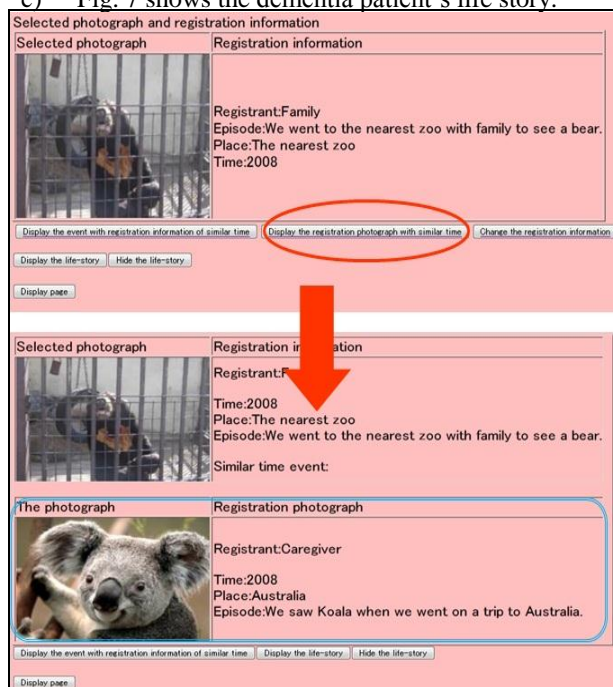 c) Fig. 7 shows the dementia patient's life story.
Selected photograph and registration information
Selected photograph Registration information
Registrant:Family
Episode:We went to the nearest zoo with family to see a bear.
Place:The nearest zoo
Time:2008
Display the event with registration information of similar time Display the registration photograph with similar time Change the registration information
Display the life-story Hide the life-story
Display page
Selected photograph Registration information
Registrant:F
Time:2008
Place:The nearest zoo
Episode:We went to the nearest zoo with family to see a bear.
Similar time event:
The photograph Registration photograph
Registrant:Caregiver
Time:2008
Place:Australia
Episode:We saw Koala when we went on a trip to Australia.
Display the event with registration information of similar time Display the life-story Hide the life-story
Display page